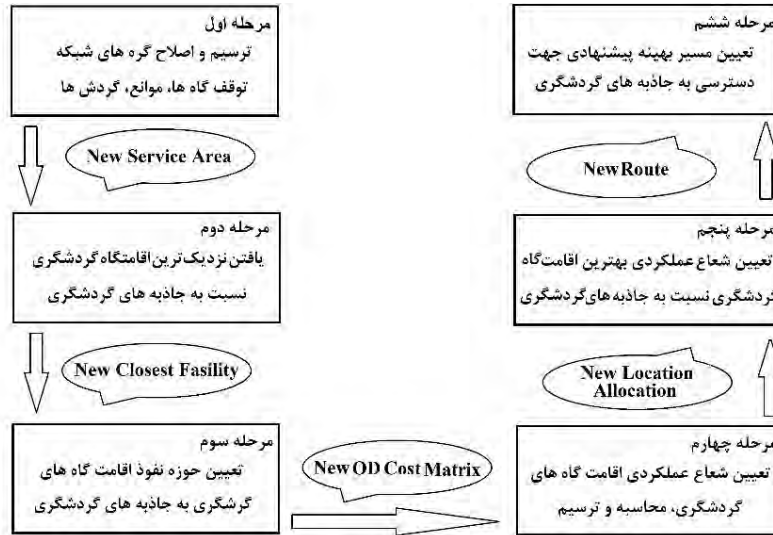 مرحله اول
ترسیم و اصلاح گره های شبکه
توقف گاه ها، موانع، گردش ها
New Service Area
مرحله دوم
یافتن نزدیک ترین اقامتگاه گردشگری
نسبت به جاذبه های گردشگری
New Closest Fasility
مرحله سوم
تعیین حوزه نفوذ اقامت گاه های
گرشگری به جاذبه های گردشگری
New OD Cost Matrix
مرحله چهارم
تعیین شعاع عملکردی اقامت گاه های
گردشگری، محاسبه و ترسیم
New Location
Allocation
مرحله پنجم
تعیین شعاع عملکردی بهترین اقامت گاه
گردشگری نسبت به جاذبه های گردشگری
New Route
مرحله ششم
تعیین مسیر بهینه پیشنهادی جهت
دسترسی به جاذبه های گردشگری